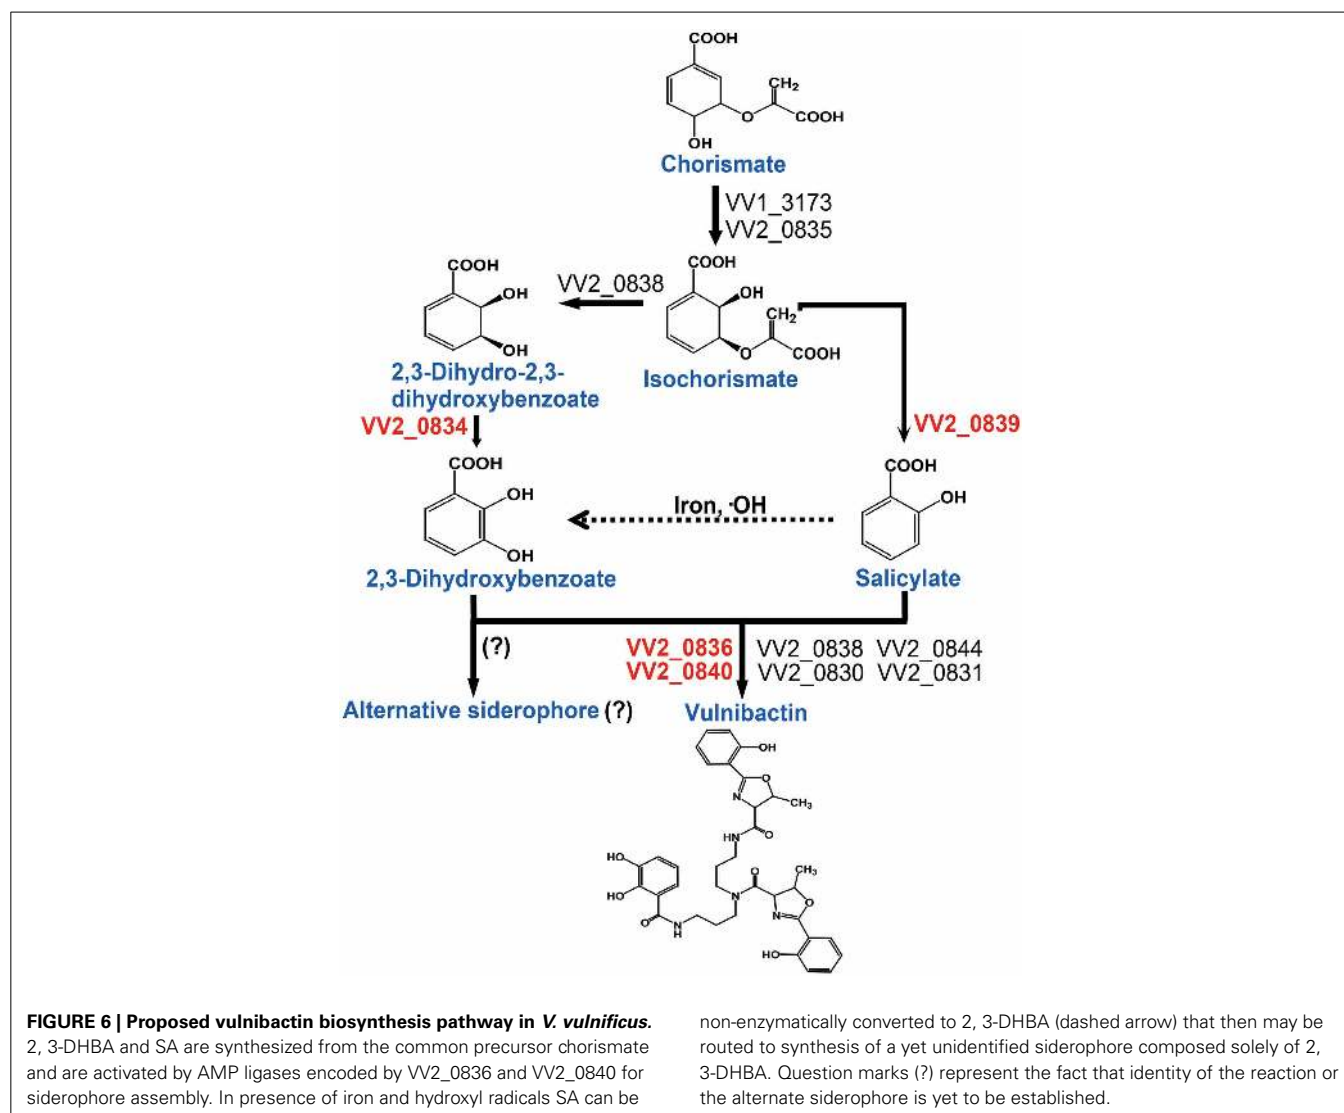 COOH
CH2
O
COOH
OH
Chorismate
VV1_3173
VV2_0835
COOH
OH
OH
VV2_0838
COOH
OH
CH2
O
COOH
2,3-Dihydro-2,3-
dihydroxybenzoate
Isochorismate
VV2_0834
VV2_0839
COOH
OH
OH
Iron, ·OH
COOH
OH
2,3-Dihydroxybenzoate
Salicylate
(?)
VV2_0836 VV2_0838 VV2_0844
VV2_0840 VV2_0830 VV2_0831
Alternative siderophore (?)
Vulnibactin
OH
O
N
CH3
HN
O
HO
HO
O
N
H
N
O
CH3
O
N
HO
FIGURE 6 | Proposed vulnibactin biosynthesis pathway in V. vulnificus.
2, 3-DHBA and SA are synthesized from the common precursor chorismate
and are activated by AMP ligases encoded by VV2_0836 and VV2_0840 for
siderophore assembly. In presence of iron and hydroxyl radicals SA can be
non-enzymatically converted to 2, 3-DHBA (dashed arrow) that then may be
routed to synthesis of a yet unidentified siderophore composed solely of 2,
3-DHBA. Question marks (?) represent the fact that identity of the reaction or
the alternate siderophore is yet to be established.